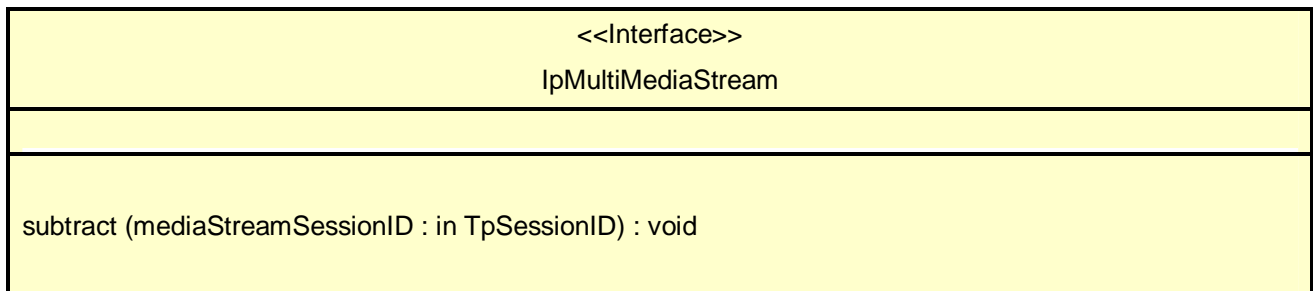 <<Interface>>
IpMultiMediaStream
subtract (mediaStreamSessionID : in TpSessionID) : void